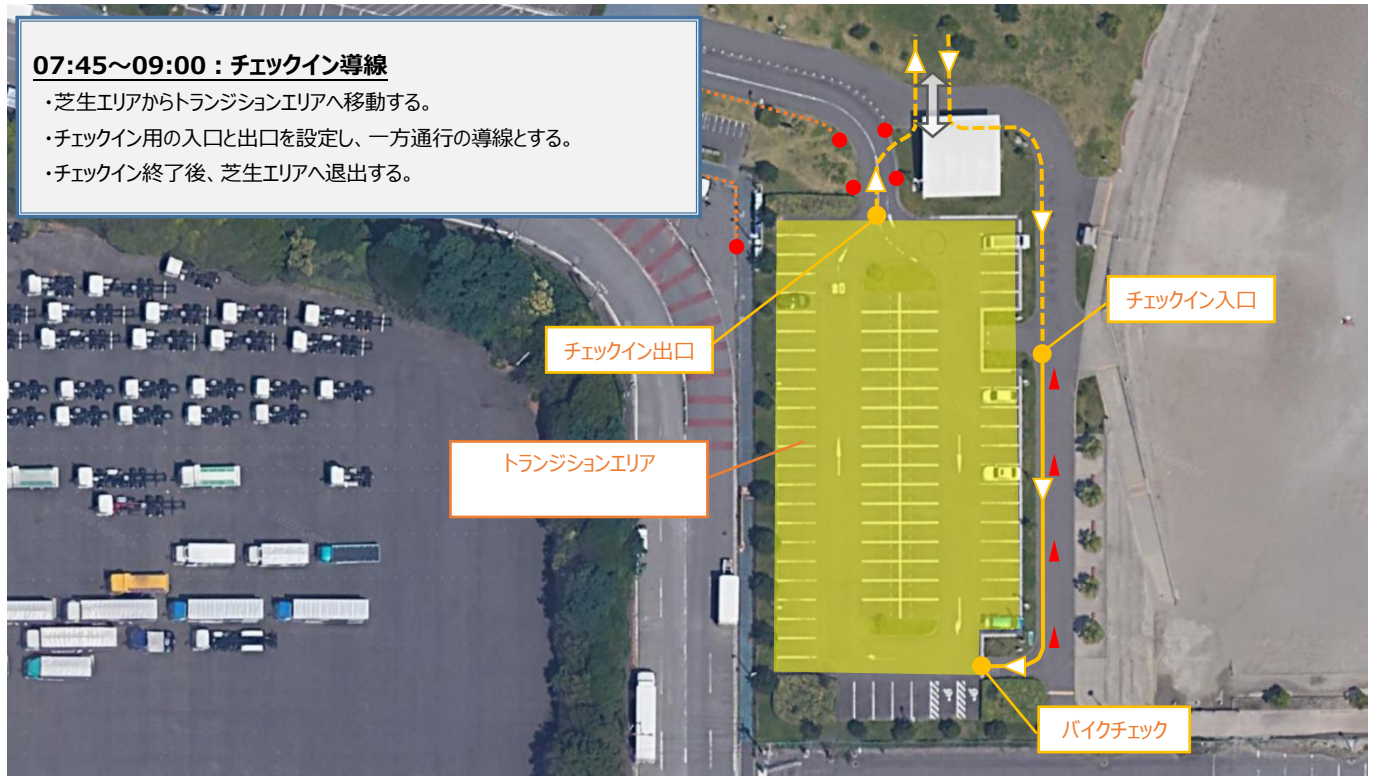 07:45～09:00：チェックイン導線
・芝生エリアからトランジションエリアへ移動する。
・チェックイン用の入口と出口を設定し、一方通行の導線とする。
・チェックイン終了後、芝生エリアへ退出する。
チェックイン入口
チェックイン出口
トランジションエリア
バイクチェック